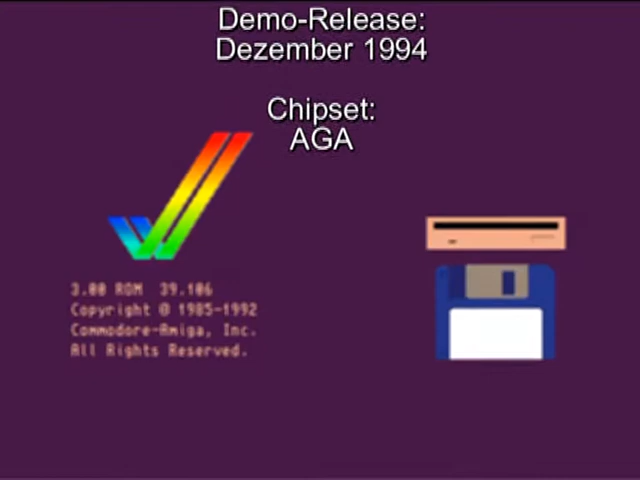 Demo-Release:
Dezember 1994
Chipset:
AGA
3.00 ROM 39.106
Copyright © 1985-1992
Commodore-Amiga, Inc.
All Rights Reserved.